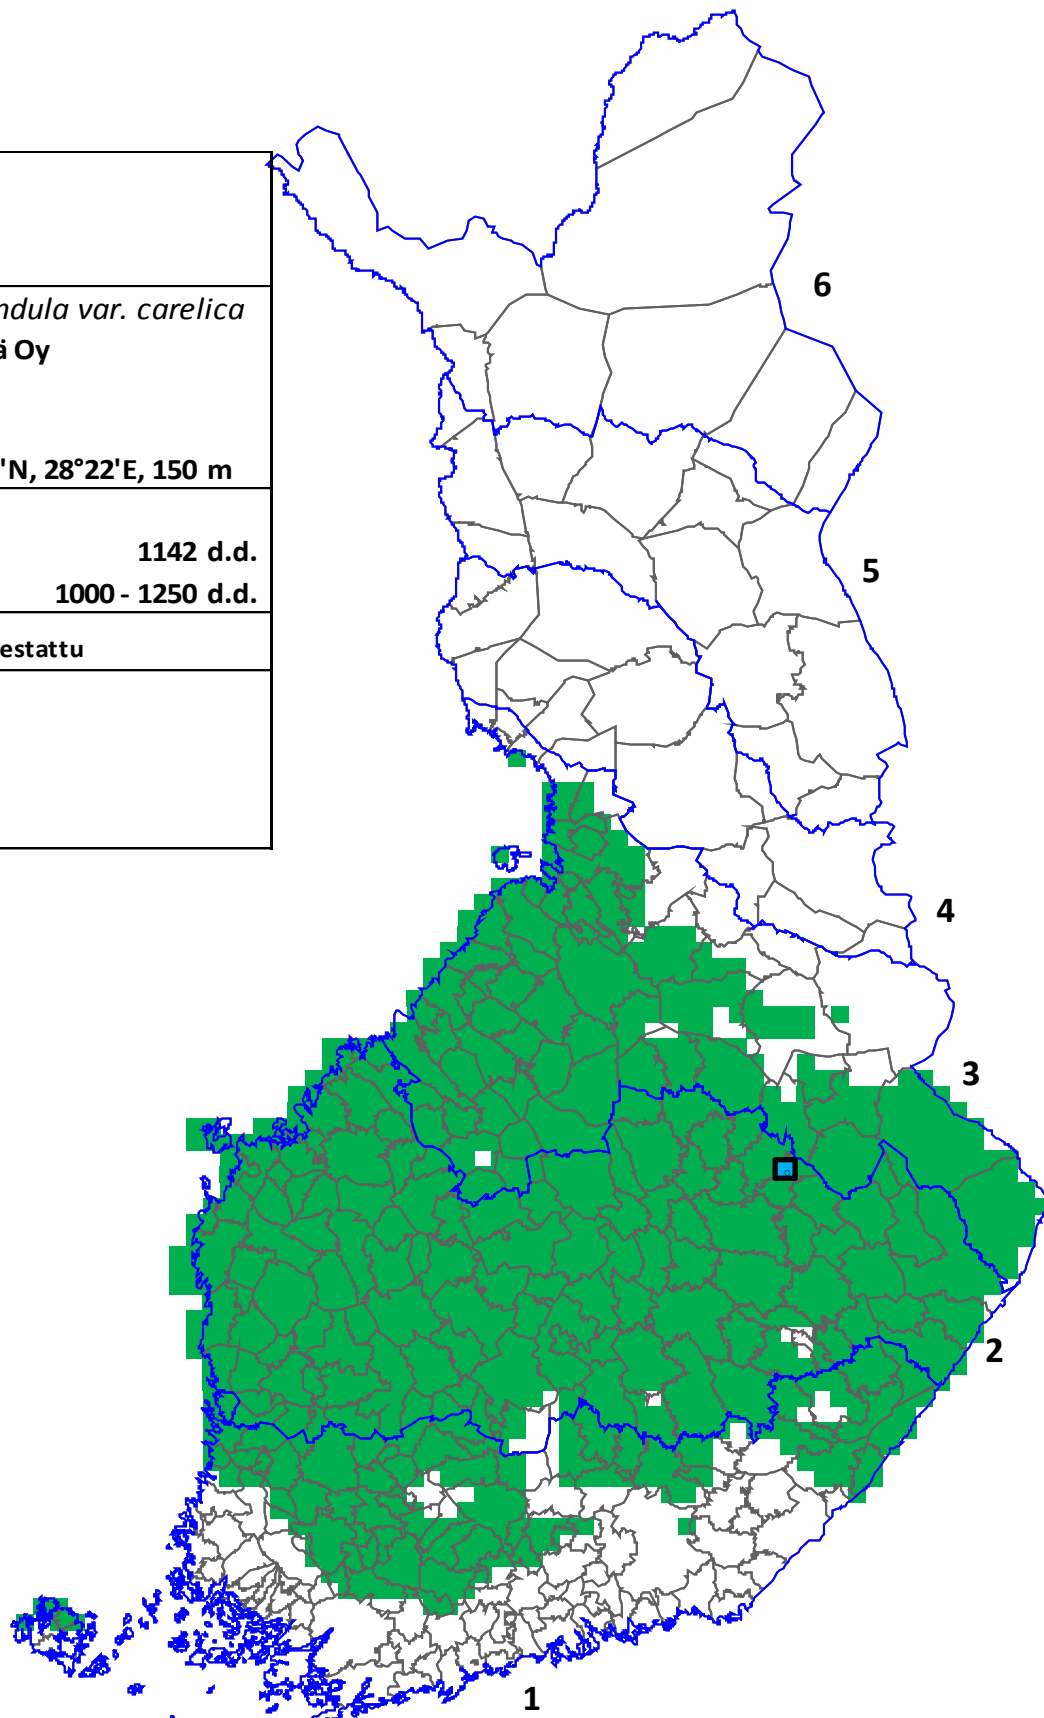 ndula var. carelica
ä Oy
'N, 28°22'E, 150 m
1142 d.d.
1000 - 1250 d.d.
estattu
6
5
4
3
2
1